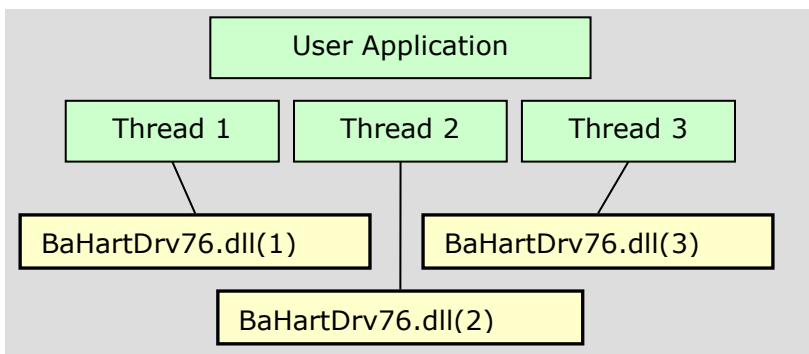 User Application
Thread 1
Thread 2
Thread 3
BaHartDrv76.dll(1)
BaHartDrv76.dll(3)
BaHartDrv76.dll(2)